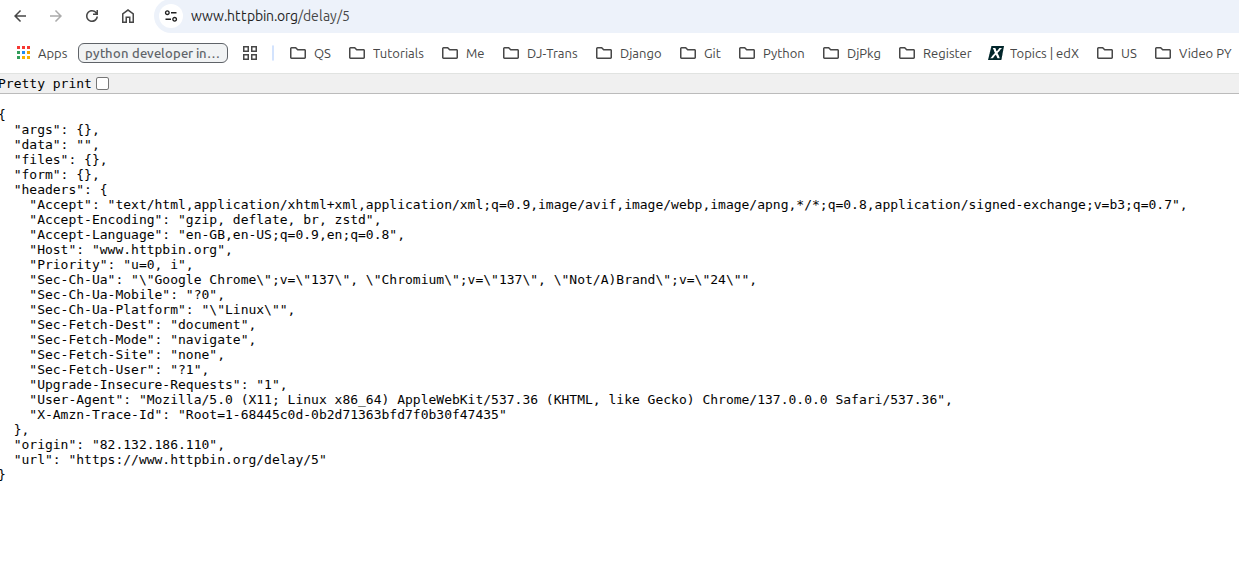 www.httpbin.org/delay/5
Apps python developer in... QS Tutorials Me DJ-Trans Django Git Python DjPkg Register X Topics | edX US Video PY
Pretty print
{
  "args": {},
  "data": "",
  "files": {},
  "form": {},
  "headers": {
    "Accept": "text/html,application/xhtml+xml,application/xml;q=0.9,image/avif,image/webp,image/apng,*/*;q=0.8,application/signed-exchange;v=b3;q=0.7",
    "Accept-Encoding": "gzip, deflate, br, zstd",
    "Accept-Language": "en-GB,en-US;q=0.9,en;q=0.8",
    "Host": "www.httpbin.org",
    "Priority": "u=0, i",
    "Sec-Ch-Ua": "\"Google Chrome\";v=\"137\", \"Chromium\";v=\"137\", \"Not/A)Brand\";v=\"24\"",
    "Sec-Ch-Ua-Mobile": "?0",
    "Sec-Ch-Ua-Platform": "\"Linux\"",
    "Sec-Fetch-Dest": "document",
    "Sec-Fetch-Mode": "navigate",
    "Sec-Fetch-Site": "none",
    "Sec-Fetch-User": "?1",
    "Upgrade-Insecure-Requests": "1",
    "User-Agent": "Mozilla/5.0 (X11; Linux x86_64) AppleWebKit/537.36 (KHTML, like Gecko) Chrome/137.0.0.0 Safari/537.36",
    "X-Amzn-Trace-Id": "Root=1-68445c0d-0b2d71363bfd7f0b30f47435"
  },
  "origin": "82.132.186.110",
  "url": "https://www.httpbin.org/delay/5"
}